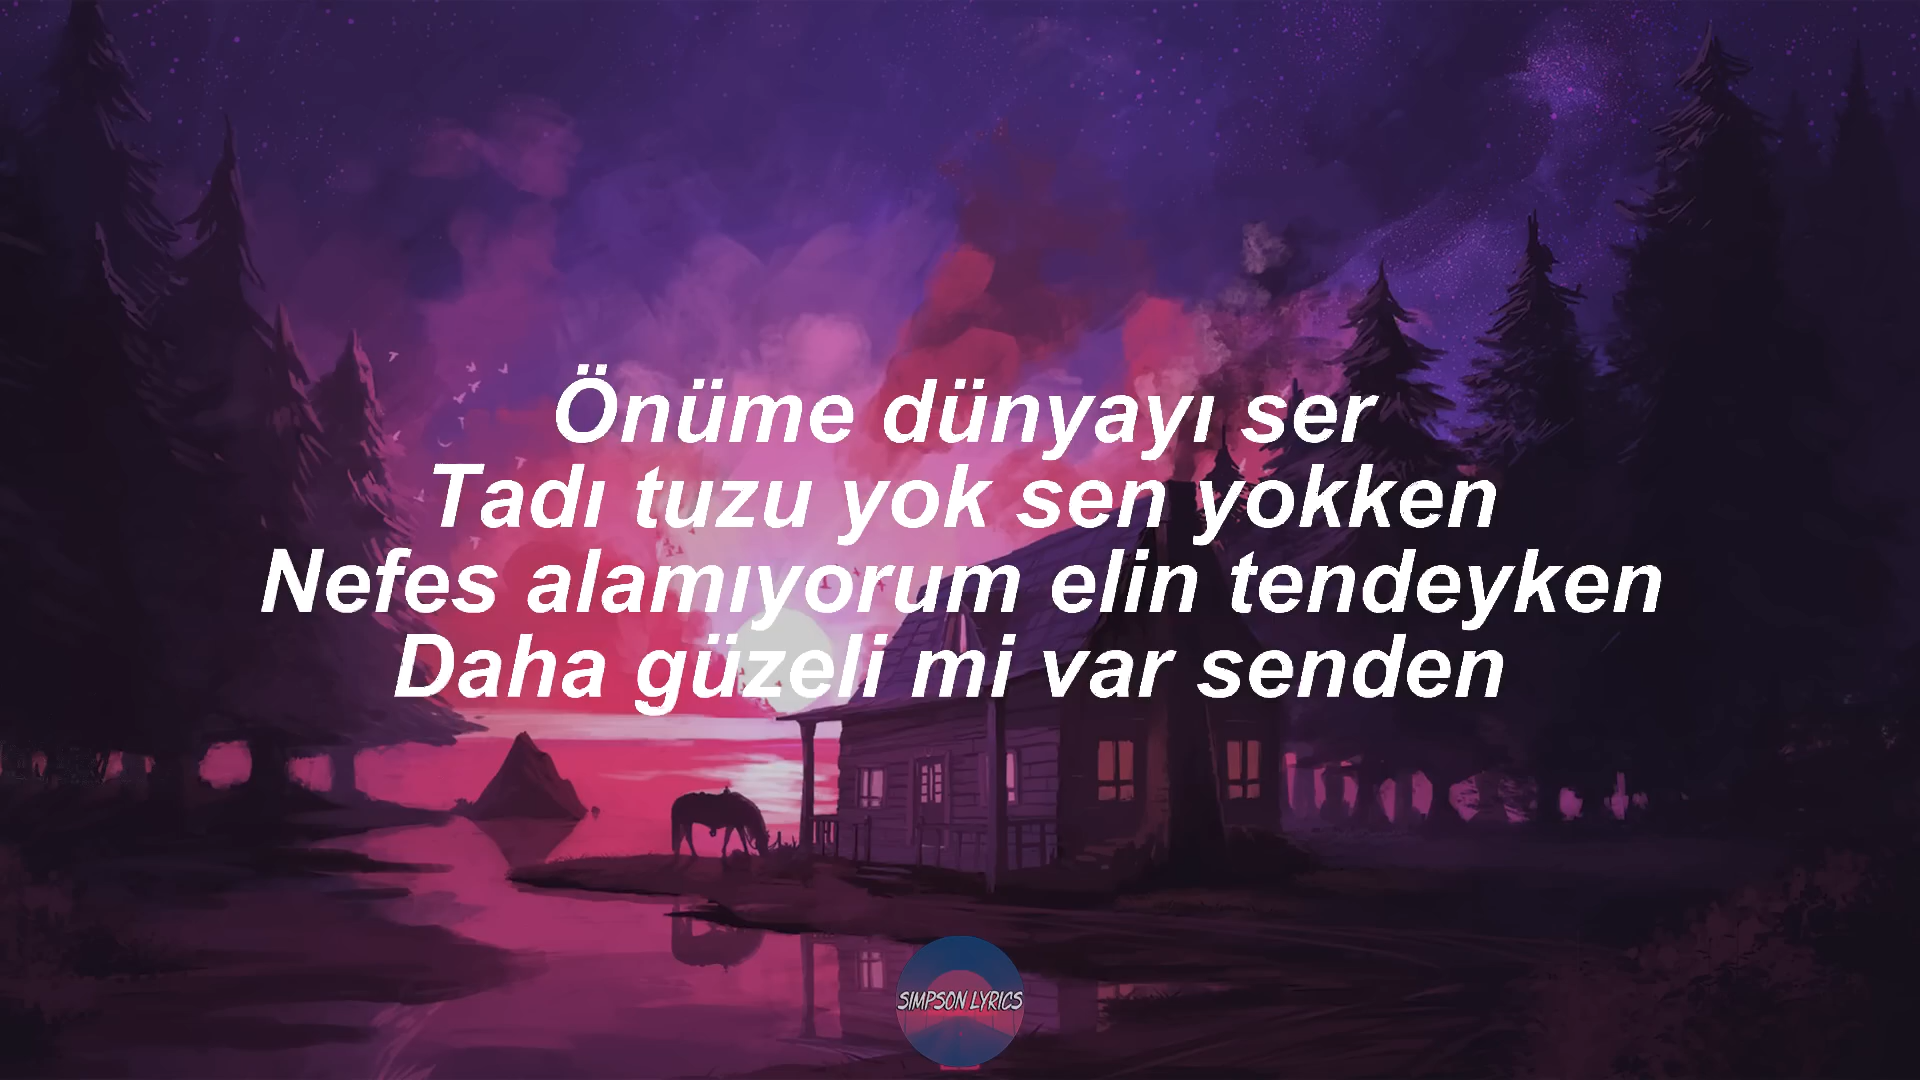 Önüme dünyayı ser
Tadı tuzu yok sen yokken
Nefes alamıyorum elin tendeyken
Daha güzeli mi var senden
SIMPSON LYRICS